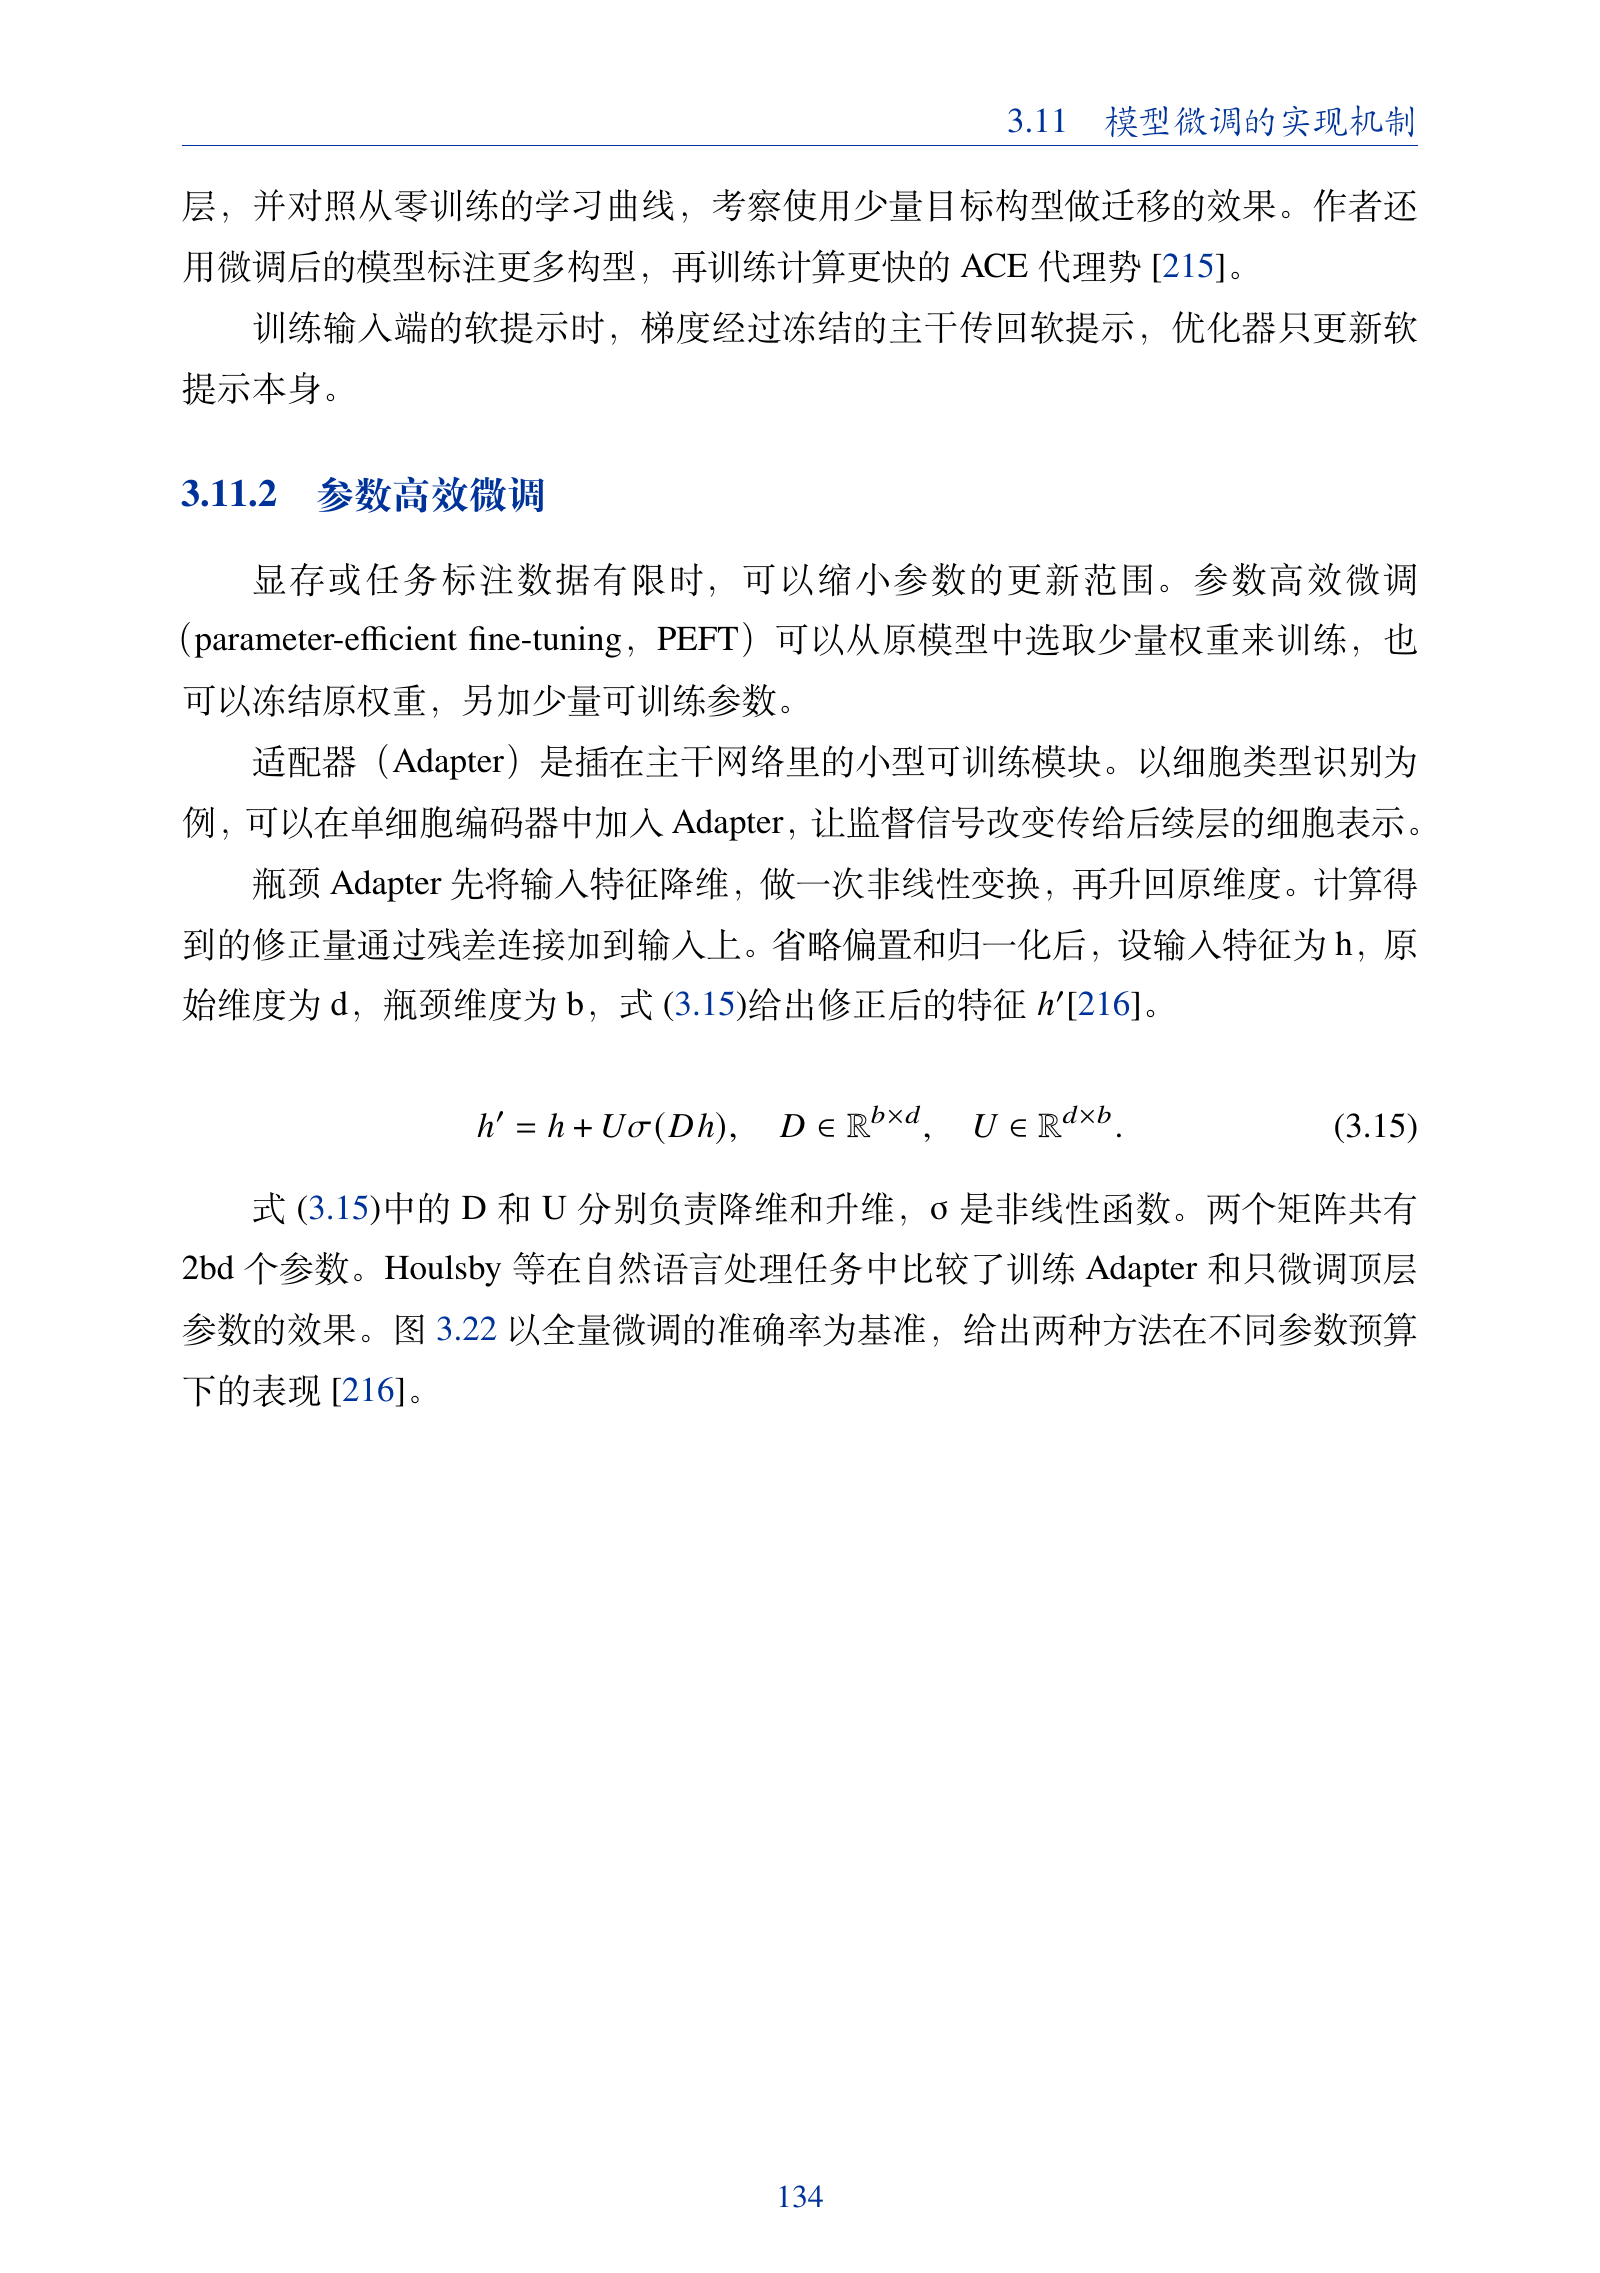 3.11 模型微调的实现机制
层，并对照从零训练的学习曲线，考察使用少量目标构型做迁移的效果。作者还
用微调后的模型标注更多构型，再训练计算更快的 ACE 代理势 [215]。
训练输入端的软提示时，梯度经过冻结的主干传回软提示，优化器只更新软
提示本身。
3.11.2 参数高效微调
显存或任务标注数据有限时，可以缩小参数的更新范围。参数高效微调
（parameter-efficient fine-tuning，PEFT）可以从原模型中选取少量权重来训练，也
可以冻结原权重，另加少量可训练参数。
适配器（Adapter）是插在主干网络里的小型可训练模块。以细胞类型识别为
例，可以在单细胞编码器中加入 Adapter，让监督信号改变传给后续层的细胞表示。
瓶颈 Adapter 先将输入特征降维，做一次非线性变换，再升回原维度。计算得
到的修正量通过残差连接加到输入上。省略偏置和归一化后，设输入特征为 h，原
始维度为 d，瓶颈维度为 b，式 (3.15)给出修正后的特征 h′[216]。
h′ = h + Uσ(Dh), D ∈ ℝ^{b×d}, U ∈ ℝ^{d×b}. (3.15)
式 (3.15)中的 D 和 U 分别负责降维和升维，σ 是非线性函数。两个矩阵共有
2bd 个参数。Houlsby 等在自然语言处理任务中比较了训练 Adapter 和只微调顶层
参数的效果。图 3.22 以全量微调的准确率为基准，给出两种方法在不同参数预算
下的表现 [216]。
134